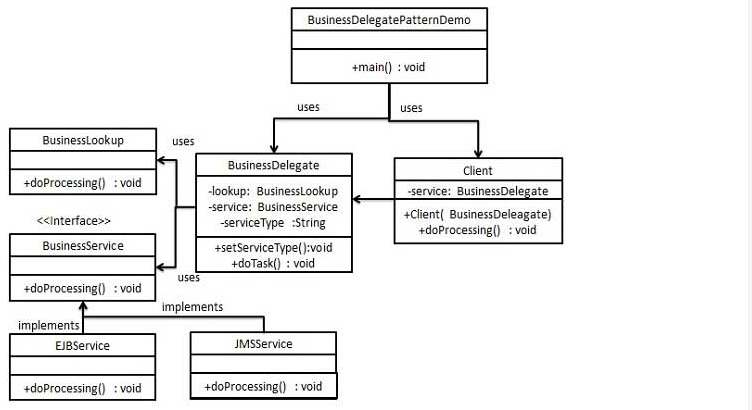 BusinessDelegatePatternDemo
+main() : void
uses
uses
BusinessLookup
+doProcessing() : void
uses
BusinessDelegate
-lookup: BusinessLookup
-service: BusinessService
-serviceType :String
+setServiceType():void
+doTask() : void
Client
-service: BusinessDelegate
+Client( BusinessDeleagate)
+doProcessing() : void
<<Interface>>
BusinessService
+doProcessing() : void
uses
implements
implements
EJBService
+doProcessing() : void
JMSService
+doProcessing() : void